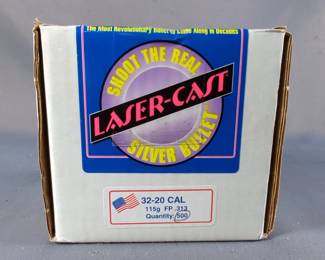 The Most Revolutionary Bullet to Come Along in Decades
SHOOT THE REAL
LASER-CAST®
SILVER BULLET
32-20 CAL
115g FP .313
Quantity: 500